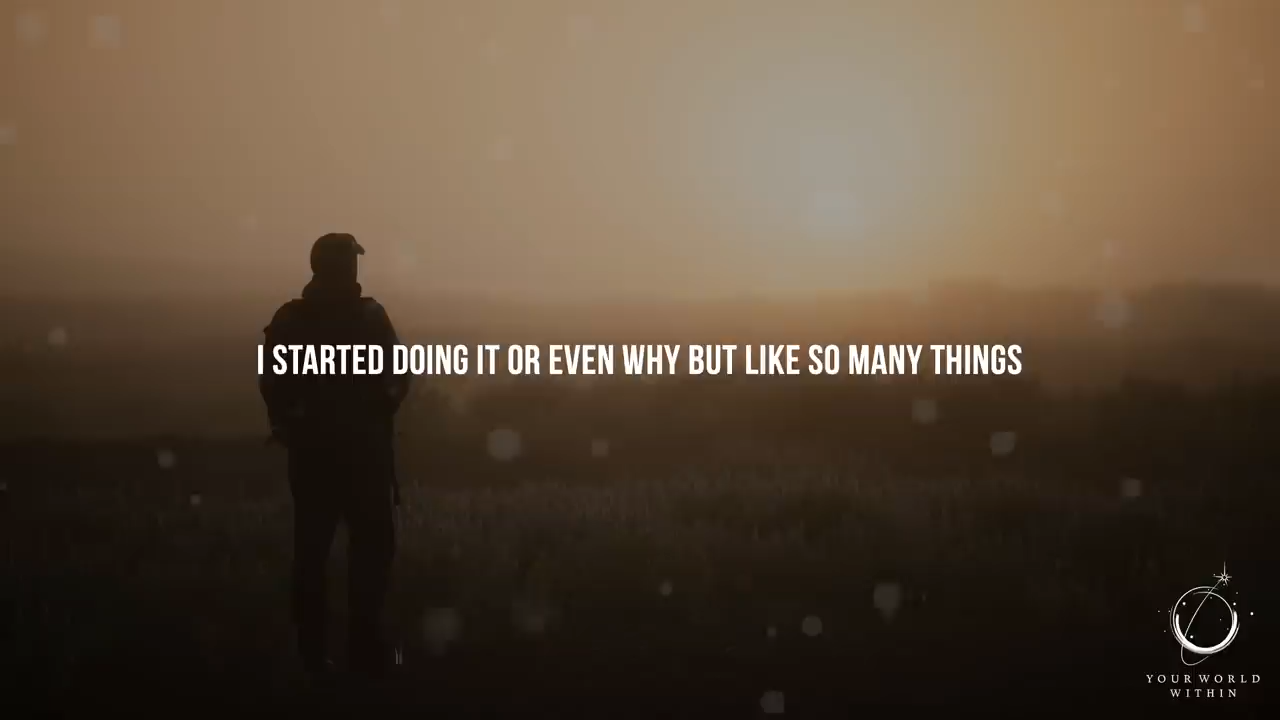 I STARTED DOING IT OR EVEN WHY BUT LIKE SO MANY THINGS
YOUR WORLD
WITHIN